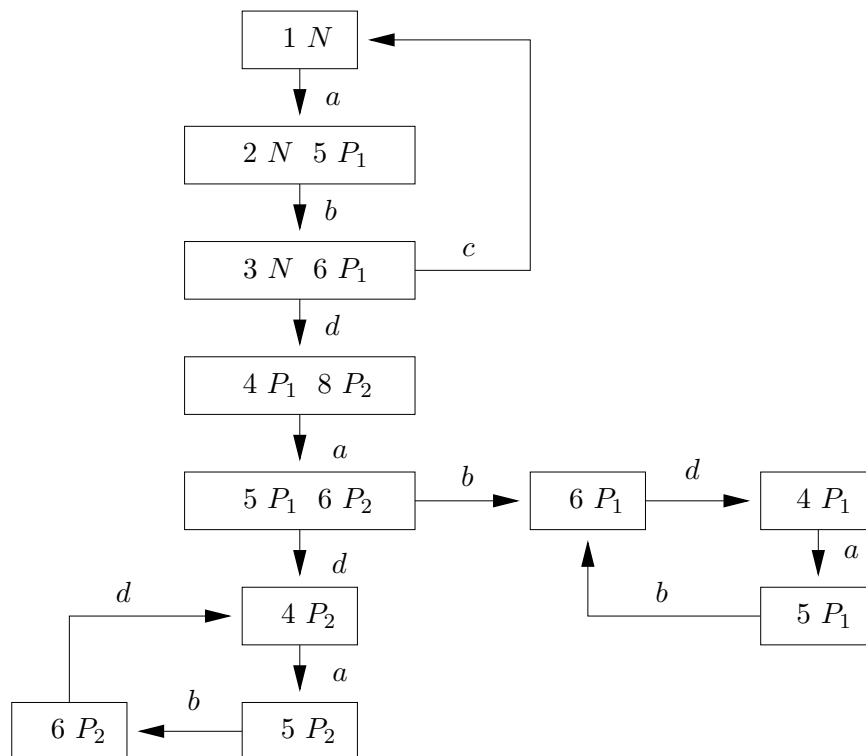 1 N
a
2 N 5 P₁
b
3 N 6 P₁
c
d
4 P₁ 8 P₂
a
5 P₁ 6 P₂
b
6 P₁
d
4 P₁
a
d
d
4 P₂
b
5 P₁
a
6 P₂
b
5 P₂